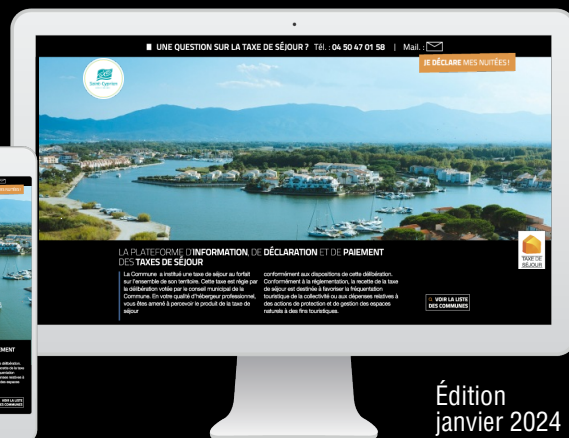 ■ UNE QUESTION SUR LA TAXE DE SÉJOUR ? Tél. : 04 50 47 01 58 | Mail. :
JE DÉCLARE MES NUITÉES !
Saint Cyprien
LA PLATEFORME D'INFORMATION, DE DÉCLARATION ET DE PAIEMENT
DES TAXES DE SÉJOUR
La Commune a institué une taxe de séjour au forfait
sur l'ensemble de son territoire. Cette taxe est régie par
la délibération votée par le conseil municipal de la
Commune. En votre qualité d'hébergeur professionnel,
vous êtes amené à percevoir le produit de la taxe de
séjour
conformément aux dispositions de cette délibération.
Conformément à la réglementation, la recette de la taxe
de séjour est destinée à favoriser la fréquentation
touristique de la collectivité ou aux dépenses relatives à
des actions de protection et de gestion des espaces
naturels à des fins touristiques.
TAXE DE
SÉJOUR
VOIR LA LISTE
DES COMMUNES
Édition
janvier 2024